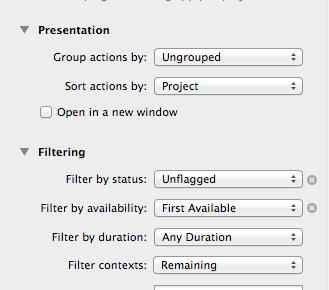 Presentation
Group actions by: Ungrouped
Sort actions by: Project
Open in a new window
Filtering
Filter by status: Unflagged
Filter by availability: First Available
Filter by duration: Any Duration
Filter contexts: Remaining